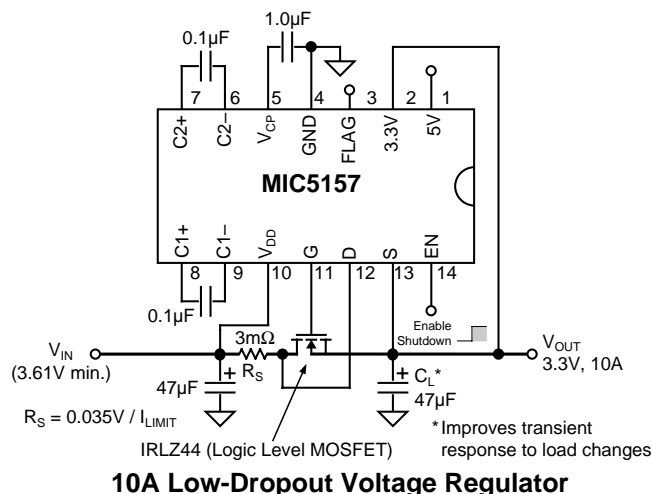 1.0µF
0.1µF
7 6 5 4 3 2 1
C2+ C2– VCP GND FLAG 3.3V 5V
MIC5157
C1+ C1– VDD G D S EN
8 9 10 11 12 13 14
0.1µF
Enable
Shutdown
VIN
(3.61V min.)
3mΩ
RS
VOUT
3.3V, 10A
47µF
+
+ CL*
47µF
RS = 0.035V / ILIMIT
* Improves transient
response to load changes
IRLZ44 (Logic Level MOSFET)
10A Low-Dropout Voltage Regulator